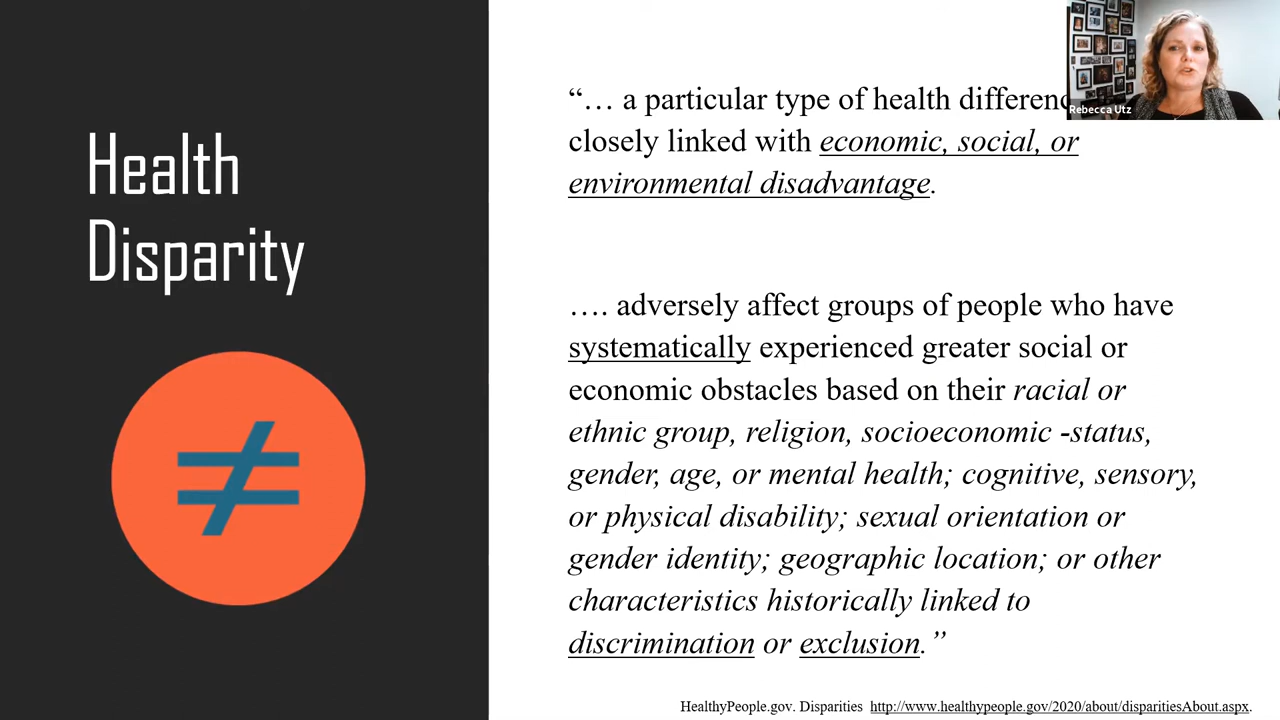 Health
Disparity
“… a particular type of health
closely linked with economic, social, or
environmental disadvantage.
…. adversely affect groups of people who have
systematically experienced greater social or
economic obstacles based on their racial or
ethnic group, religion, socioeconomic -status,
gender, age, or mental health; cognitive, sensory,
or physical disability; sexual orientation or
gender identity; geographic location; or other
characteristics historically linked to
discrimination or exclusion.”
HealthyPeople.gov. Disparities http://www.healthypeople.gov/2020/about/disparitiesAbout.aspx.
Rebecca Utz
≠